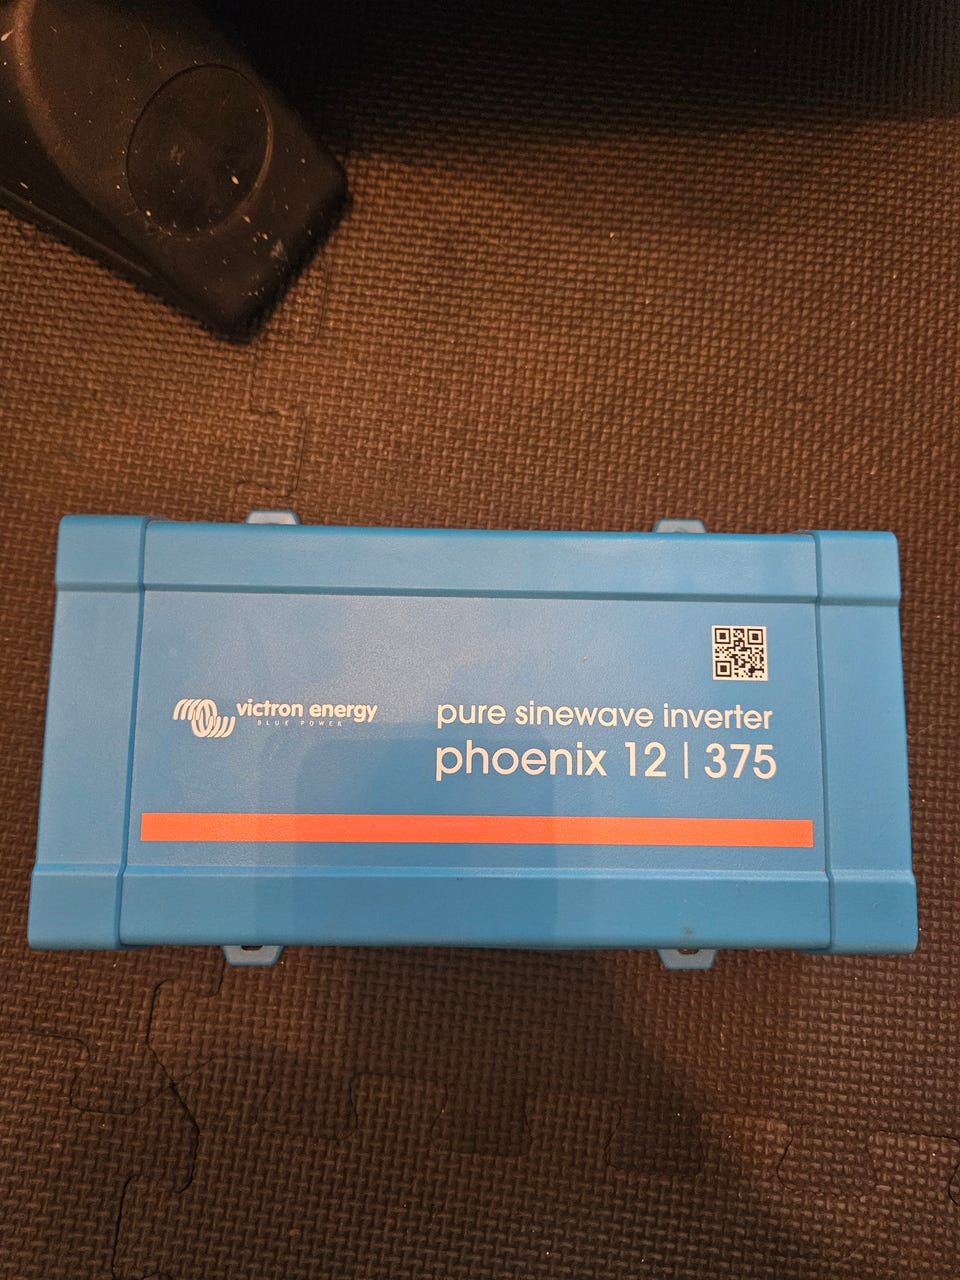 victron energy
BLUE POWER
pure sinewave inverter
phoenix 12 | 375